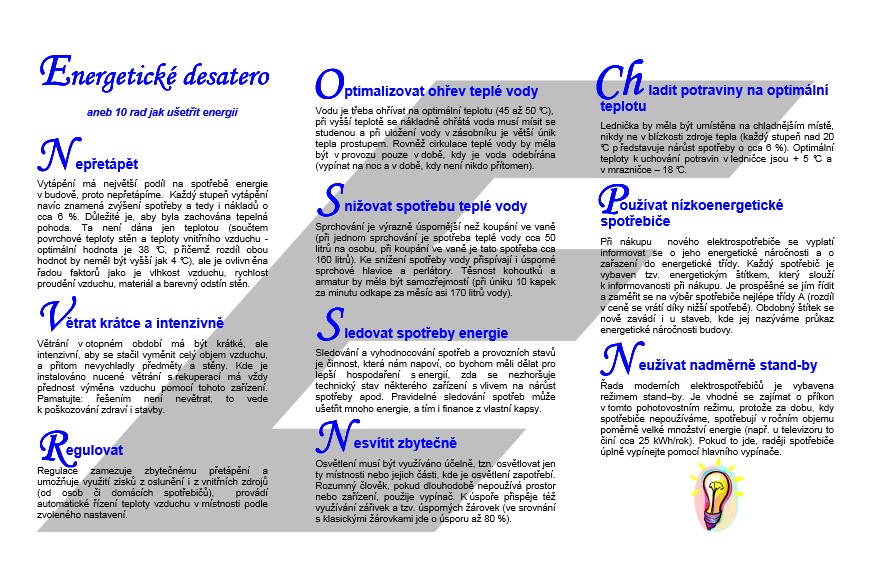 Energetické desatero
aneb 10 rad jak ušetřit energii
Nepřetápět
Vytápění má největší podíl na spotřebě energie
v budově, proto nepřetápíme. Každý stupeň vytápění
navíc znamená zvýšení spotřeby a tedy i nákladů o
cca 6 %. Důležité je, aby byla zachována tepelná
pohoda. Ta není dána jen teplotou (součtem
povrchové teploty stěn a teploty vnitřního vzduchu -
optimální hodnota je 38 °C, přičemž rozdíl obou
hodnot by neměl být vyšší jak 4 °C), ale je ovlivněna
řadou faktorů jako je vlhkost vzduchu, rychlost
proudění vzduchu, materiál a barevný odstín stěn.
Větrat krátce a intenzivně
Větrání v otopném období má být krátké, ale
intenzivní, aby se stačil vyměnit celý objem vzduchu,
a přitom nevychladly předměty a stěny. Kde je
instalováno nucené větrání s rekuperací má vždy
přednost výměna vzduchu pomocí tohoto zařízení.
Pamatujte: řešením není nevětrat, to vede
k poškozování zdraví i stavby.
Regulovat
Regulace zamezuje zbytečnému přetápění a
umožňuje využití zisků z oslunění i z vnitřních zdrojů
(od osob či domácích spotřebičů), provádí
automatické řízení teploty vzduchu v místnosti podle
zvoleného nastavení.
Optimalizovat ohřev teplé vody
Vodu je třeba ohřívat na optimální teplotu (45 až 50 °C),
při vyšší teplotě se nákladně ohřátá voda musí mísit se
studenou a při uložení vody v zásobníku je větší únik
tepla prostupem. Rovněž cirkulace teplé vody by měla
být v provozu pouze v době, kdy je voda odebírána
(vypínat na noc a v době, kdy není nikdo přítomen).
Snižovat spotřebu teplé vody
Sprchování je výrazně úspornější než koupání ve vaně
(při jednom sprchování je spotřeba teplé vody cca 50
litrů na osobu, při koupání ve vaně je tato spotřeba cca
160 litrů). Ke snížení spotřeby vody přispívají i úsporné
sprchové hlavice a perlátory. Těsnost kohoutků a
armatur by měla být samozřejmostí (při úniku 10 kapek
za minutu odkape za měsíc asi 170 litrů vody).
Sledovat spotřeby energie
Sledování a vyhodnocování spotřeb a provozních stavů
je činnost, která nám napoví, co bychom měli dělat pro
lepší hospodaření s energií, zda se nezhoršuje
technický stav některého zařízení s vlivem na nárůst
spotřeby apod. Pravidelné sledování spotřeb může
ušetřit mnoho energie, a tím i finance z vlastní kapsy.
Nesvítit zbytečně
Osvětlení musí být využíváno účelně, tzn. osvětlovat jen
ty místnosti nebo jejich části, kde je osvětlení zapotřebí.
Rozumný člověk, pokud dlouhodobě nepoužívá prostor
nebo zařízení, použije vypínač. K úspoře přispěje též
využívání zářivek a tzv. úsporných žárovek (ve srovnání
s klasickými žárovkami jde o úsporu až 80 %).
Chladit potraviny na optimální
teplotu
Lednička by měla být umístěna na chladnějším místě,
nikdy ne v blízkosti zdroje tepla (každý stupeň nad 20
°C představuje nárůst spotřeby o cca 6 %). Optimální
teploty k uchování potravin v ledničce jsou + 5 °C a
v mrazničce – 18 °C.
Používat nízkoenergetické
spotřebiče
Při nákupu nového elektrospotřebiče se vyplatí
informovat se o jeho energetické náročnosti a o
zařazení do energetické třídy. Každý spotřebič je
vybaven tzv. energetickým štítkem, který slouží
k informovanosti při nákupu. Je prospěšné se jím řídit
a zaměřit se na výběr spotřebiče nejlépe třídy A (rozdíl
v ceně se vrátí díky nižší spotřebě). Obdobný štítek se
nově zavádí i u staveb, kde jej nazýváme průkaz
energetické náročnosti budovy.
Neužívat nadměrně stand-by
Řada moderních elektrospotřebičů je vybavena
režimem stand–by. Je vhodné se zajímat o příkon
v tomto pohotovostním režimu, protože za dobu, kdy
spotřebiče nepoužíváme, spotřebují v ročním objemu
poměrně velké množství energie (např. u televizoru to
činí cca 25 kWh/rok). Pokud to jde, raději spotřebiče
úplně vypínejte pomocí hlavního vypínače.